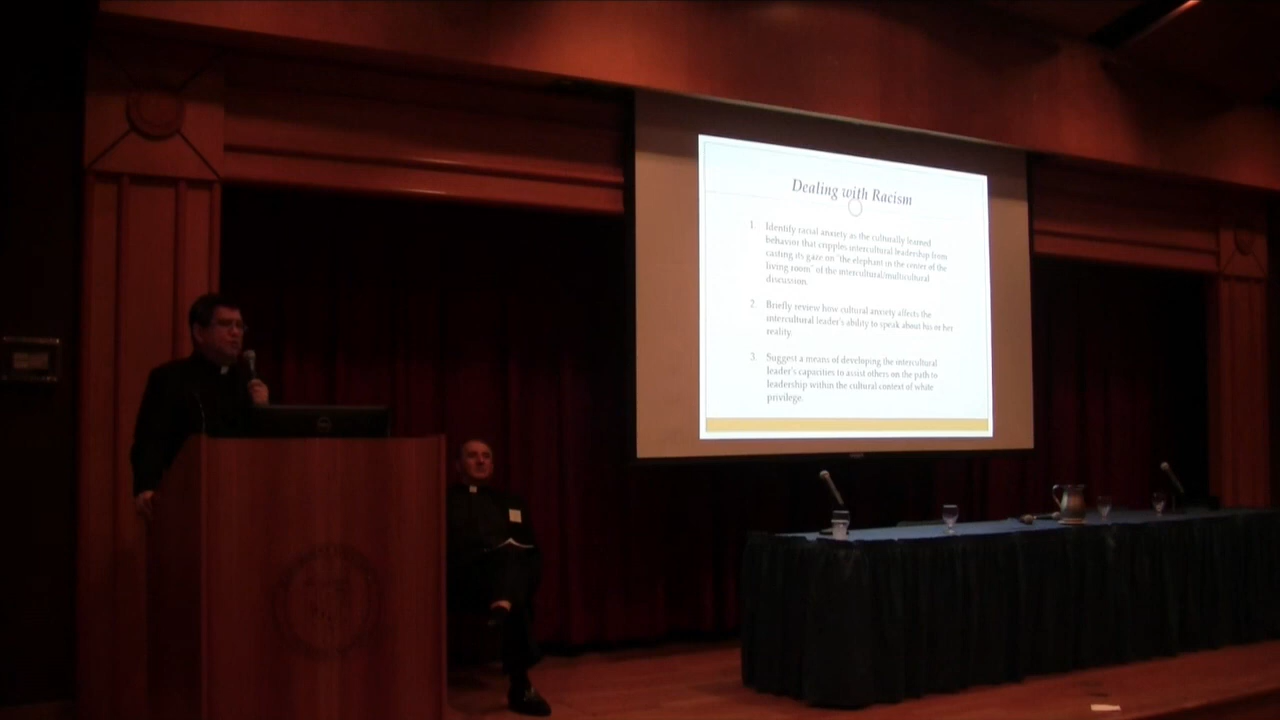 Dealing with Racism
1. Identify racial anxiety as the culturally learned
behavior that cripples intercultural leadership from
casting its gaze on "the elephant in the center of the
living room" of the intercultural/multicultural
discussion.
2. Briefly review how cultural anxiety affects the
intercultural leader's ability to speak about his or her
reality.
3. Suggest a means of developing the intercultural
leader's capacities to assist others on the path to
leadership within the cultural context of white
privilege.